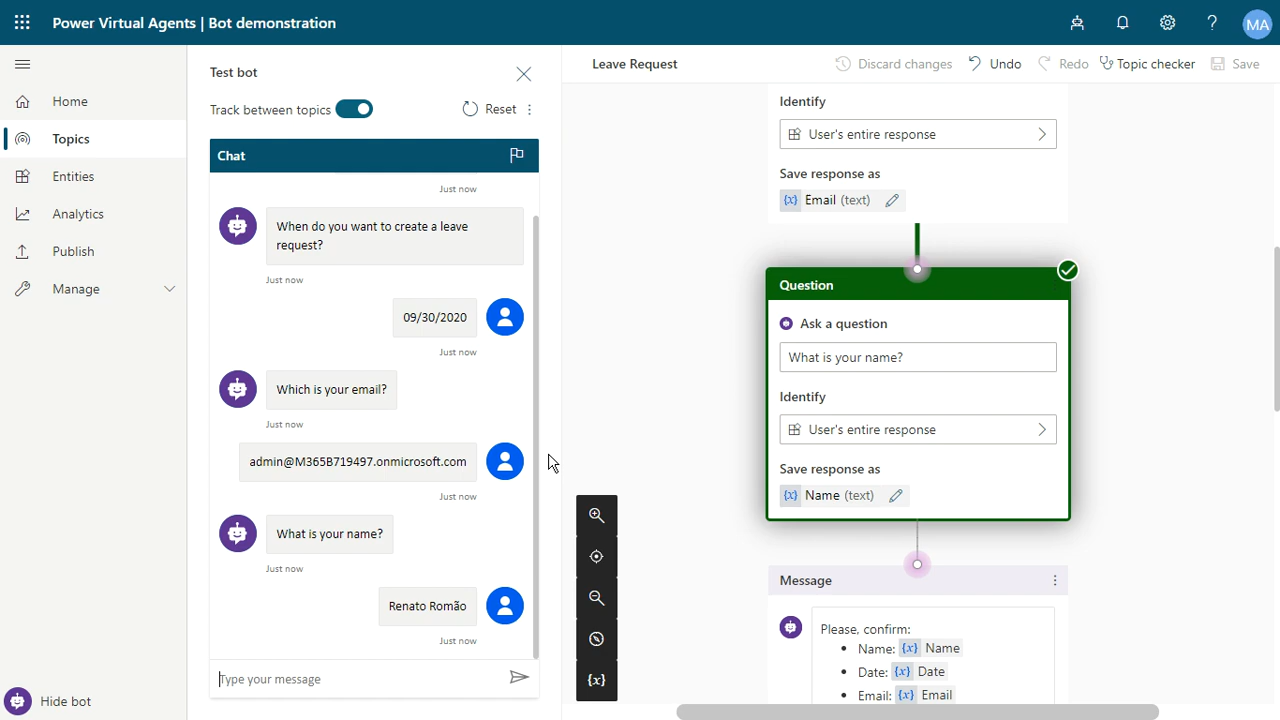 Power Virtual Agents | Bot demonstration
?
MA
Home
Topics
Entities
Analytics
Publish
Manage
Hide bot
Test bot
Track between topics
Reset
Chat
Just now
When do you want to create a leave
request?
Just now
09/30/2020
Just now
Which is your email?
Just now
admin@M365B719497.onmicrosoft.com
Just now
What is your name?
Just now
Renato Romão
Just now
Type your message
Leave Request
Discard changes
Undo
Redo
Topic checker
Save
Identify
User's entire response
Save response as
{x} Email (text)
Question
Ask a question
What is your name?
Identify
User's entire response
Save response as
{x} Name (text)
{x}
Message
Please, confirm:
• Name: {x} Name
• Date: {x} Date
• Email: {x} Email